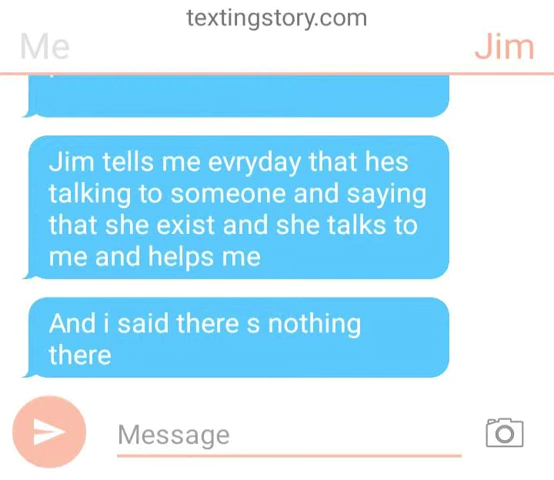 textingstory.com
Me
Jim
Jim tells me evryday that hes
talking to someone and saying
that she exist and she talks to
me and helps me
And i said there s nothing
there
Message